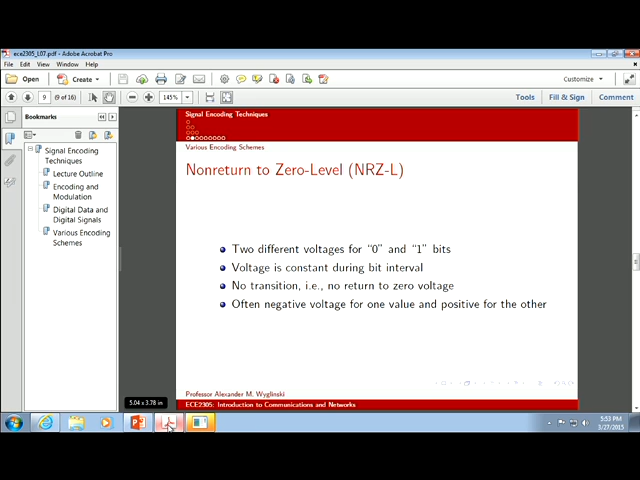 ece2305_L07.pdf - Adobe Acrobat Pro
File Edit View Window Help
Open
Create
Customize
9 (9 of 16)
145%
Tools
Fill & Sign
Comment
Bookmarks
Signal Encoding
Techniques
Lecture Outline
Encoding and
Modulation
Digital Data and
Digital Signals
Various Encoding
Schemes
Signal Encoding Techniques
Various Encoding Schemes
Nonreturn to Zero-Level (NRZ-L)
Two different voltages for “0” and “1” bits
Voltage is constant during bit interval
No transition, i.e., no return to zero voltage
Often negative voltage for one value and positive for the other
Professor Alexander M. Wyglinski
ECE2305: Introduction to Communications and Networks
5.04 x 3.78 in
5:53 PM
3/27/2015